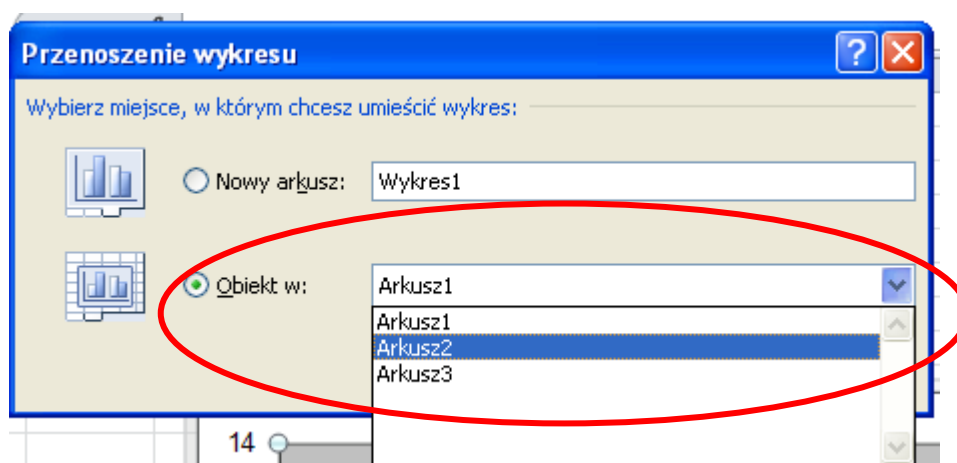 Przenoszenie wykresu
Wybierz miejsce, w którym chcesz umieścić wykres:
Nowy arkusz: Wykres1
Obiekt w: Arkusz1
Arkusz1
Arkusz2
Arkusz3
14